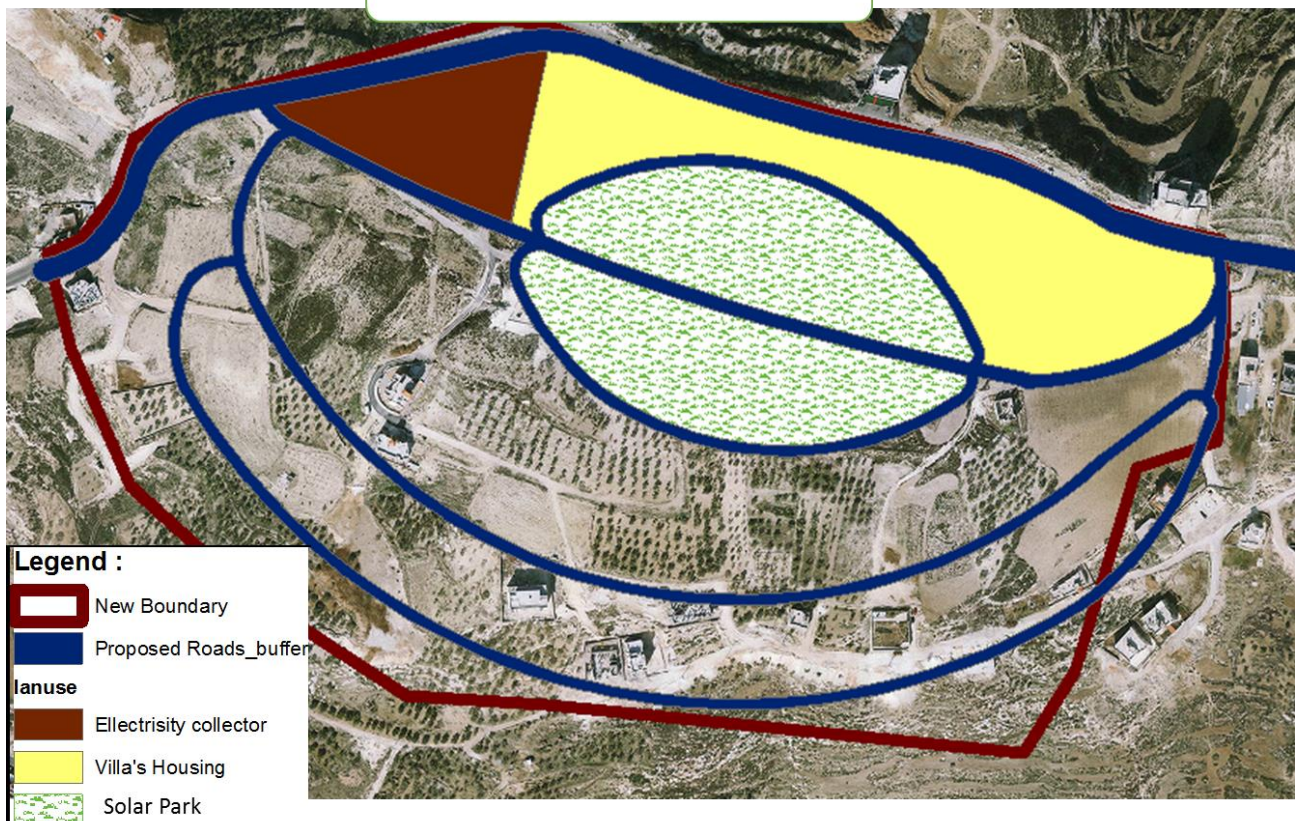 Legend :
New Boundary
Proposed Roads_buffer
lanuse
Ellectrisity collector
Villa's Housing
Solar Park